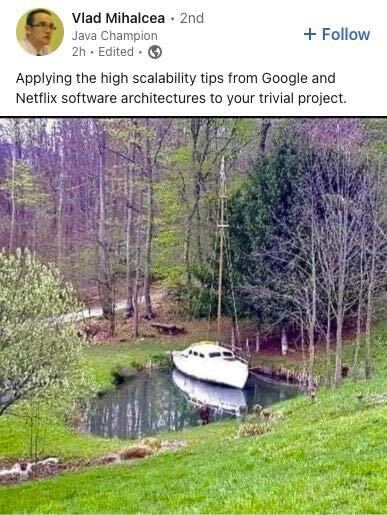 Vlad Mihalcea • 2nd
Java Champion
+ Follow
2h • Edited •
Applying the high scalability tips from Google and
Netflix software architectures to your trivial project.